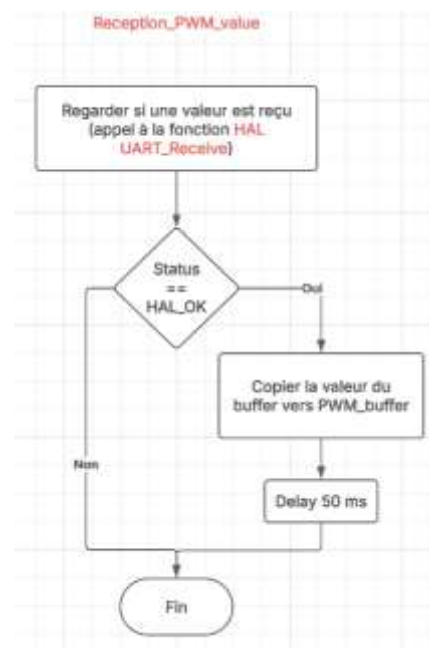 Reception_PWM_value
Regarder si une valeur est reçu
(appel à la fonction HAL
UART_Receive)
Status
==
HAL_OK
Oui
Copier la valeur du
buffer vers PWM_buffer
Non
Delay 50 ms
Fin